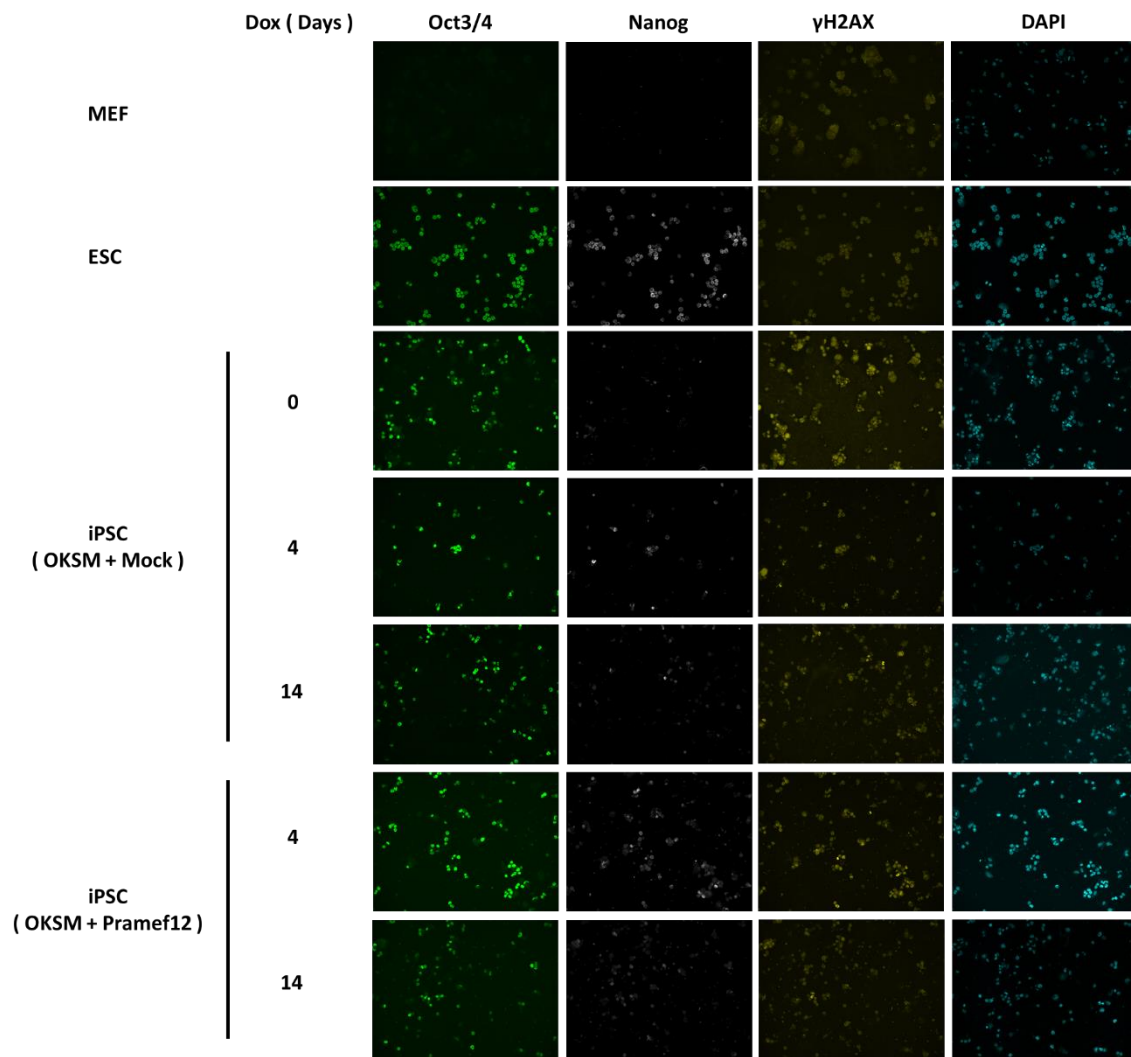 Dox ( Days ) Oct3/4 Nanog γH2AX DAPI
MEF
ESC
0
iPSC
( OKSM + Mock )
4
14
4
iPSC
( OKSM + Pramef12 )
14